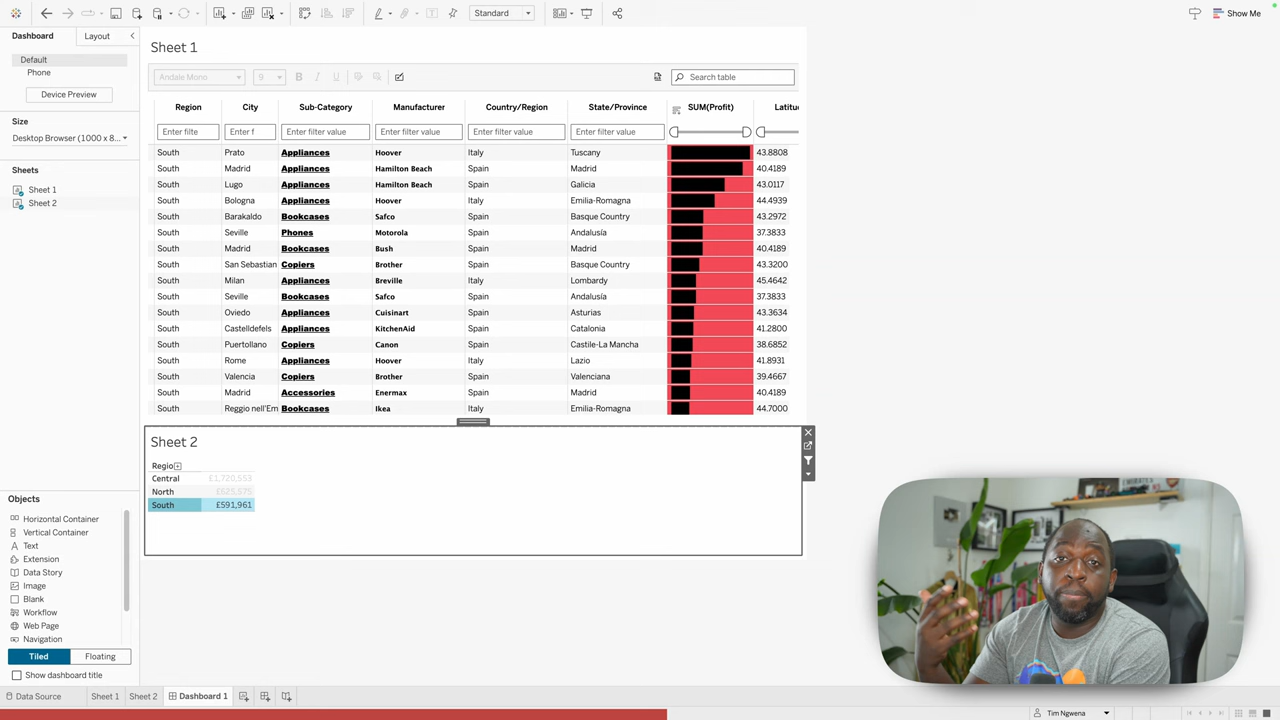 Standard
Show Me
Dashboard
Layout
Default
Phone
Device Preview
Size
Desktop Browser (1000 x 8...
Sheets
Sheet 1
Sheet 2
Objects
Horizontal Container
Vertical Container
Text
Extension
Data Story
Image
Blank
Workflow
Web Page
Navigation
Tiled Floating
Show dashboard title
Sheet 1
Andale Mono 9 B I U Search table
Region City Sub-Category Manufacturer Country/Region State/Province SUM(Profit) Latitu
Enter filte Enter f Enter filter value Enter filter value Enter filter value Enter filter value
South Prato Appliances Hoover Italy Tuscany 43.8808
South Madrid Appliances Hamilton Beach Spain Madrid 40.4189
South Lugo Appliances Hamilton Beach Spain Galicia 43.0117
South Bologna Appliances Hoover Italy Emilia-Romagna 44.4939
South Barakaldo Bookcases Safco Spain Basque Country 43.2972
South Seville Phones Motorola Spain Andalusía 37.3833
South Madrid Bookcases Bush Spain Madrid 40.4189
South San Sebastian Copiers Brother Spain Basque Country 43.3200
South Milan Appliances Breville Italy Lombardy 45.4642
South Seville Bookcases Safco Spain Andalusía 37.3833
South Oviedo Appliances Cuisinart Spain Asturias 43.3634
South Castelldefels Appliances KitchenAid Spain Catalonia 41.2800
South Puertollano Copiers Canon Spain Castile-La Mancha 38.6852
South Rome Appliances Hoover Italy Lazio 41.8931
South Valencia Copiers Brother Spain Valenciana 39.4667
South Madrid Accessories Enermax Spain Madrid 40.4189
South Reggio nell'Em Bookcases Ikea Italy Emilia-Romagna 44.7000
Sheet 2
Regio
Central £1,720,553
North £625,575
South £591,961
Data Source Sheet 1 Sheet 2 Dashboard 1
Tim Ngwena